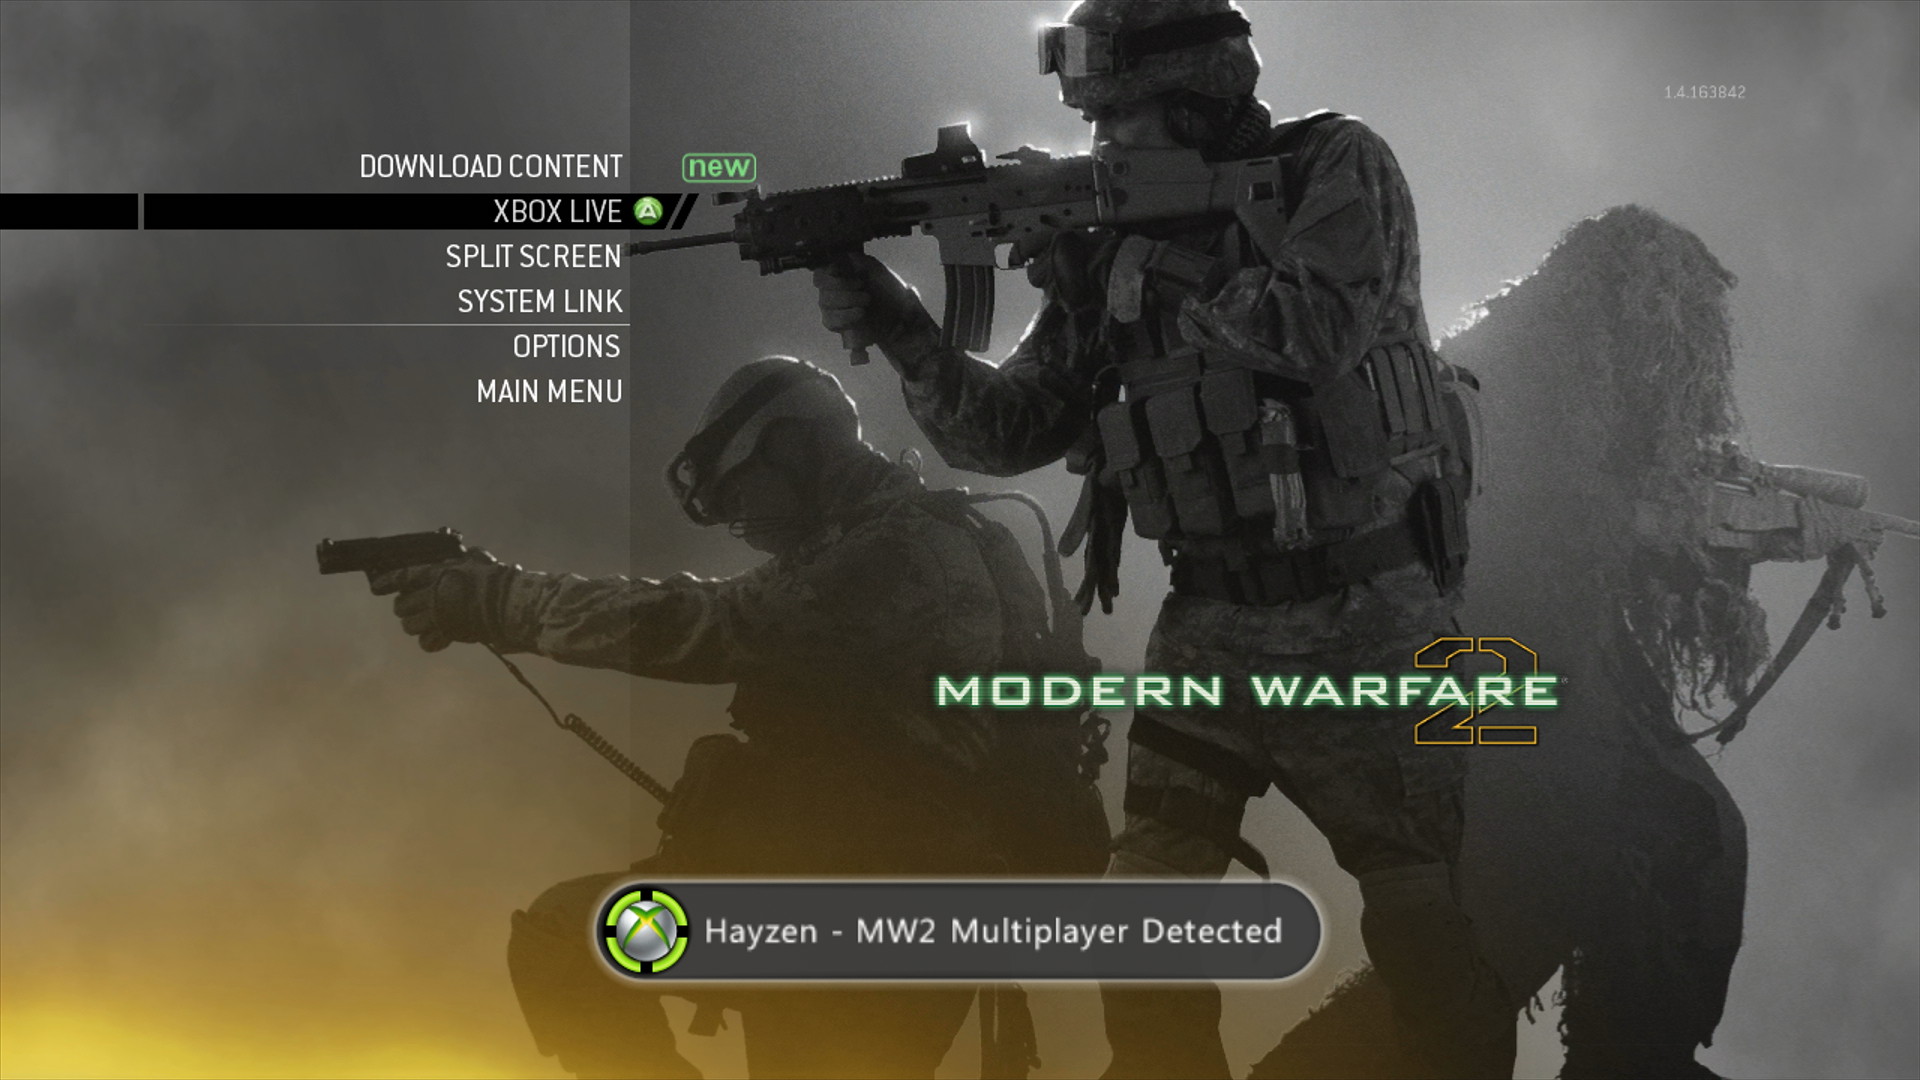 1.4.163842
DOWNLOAD CONTENT new
XBOX LIVE A
SPLIT SCREEN
SYSTEM LINK
OPTIONS
MAIN MENU
MODERN WARFARE 2
Hayzen - MW2 Multiplayer Detected